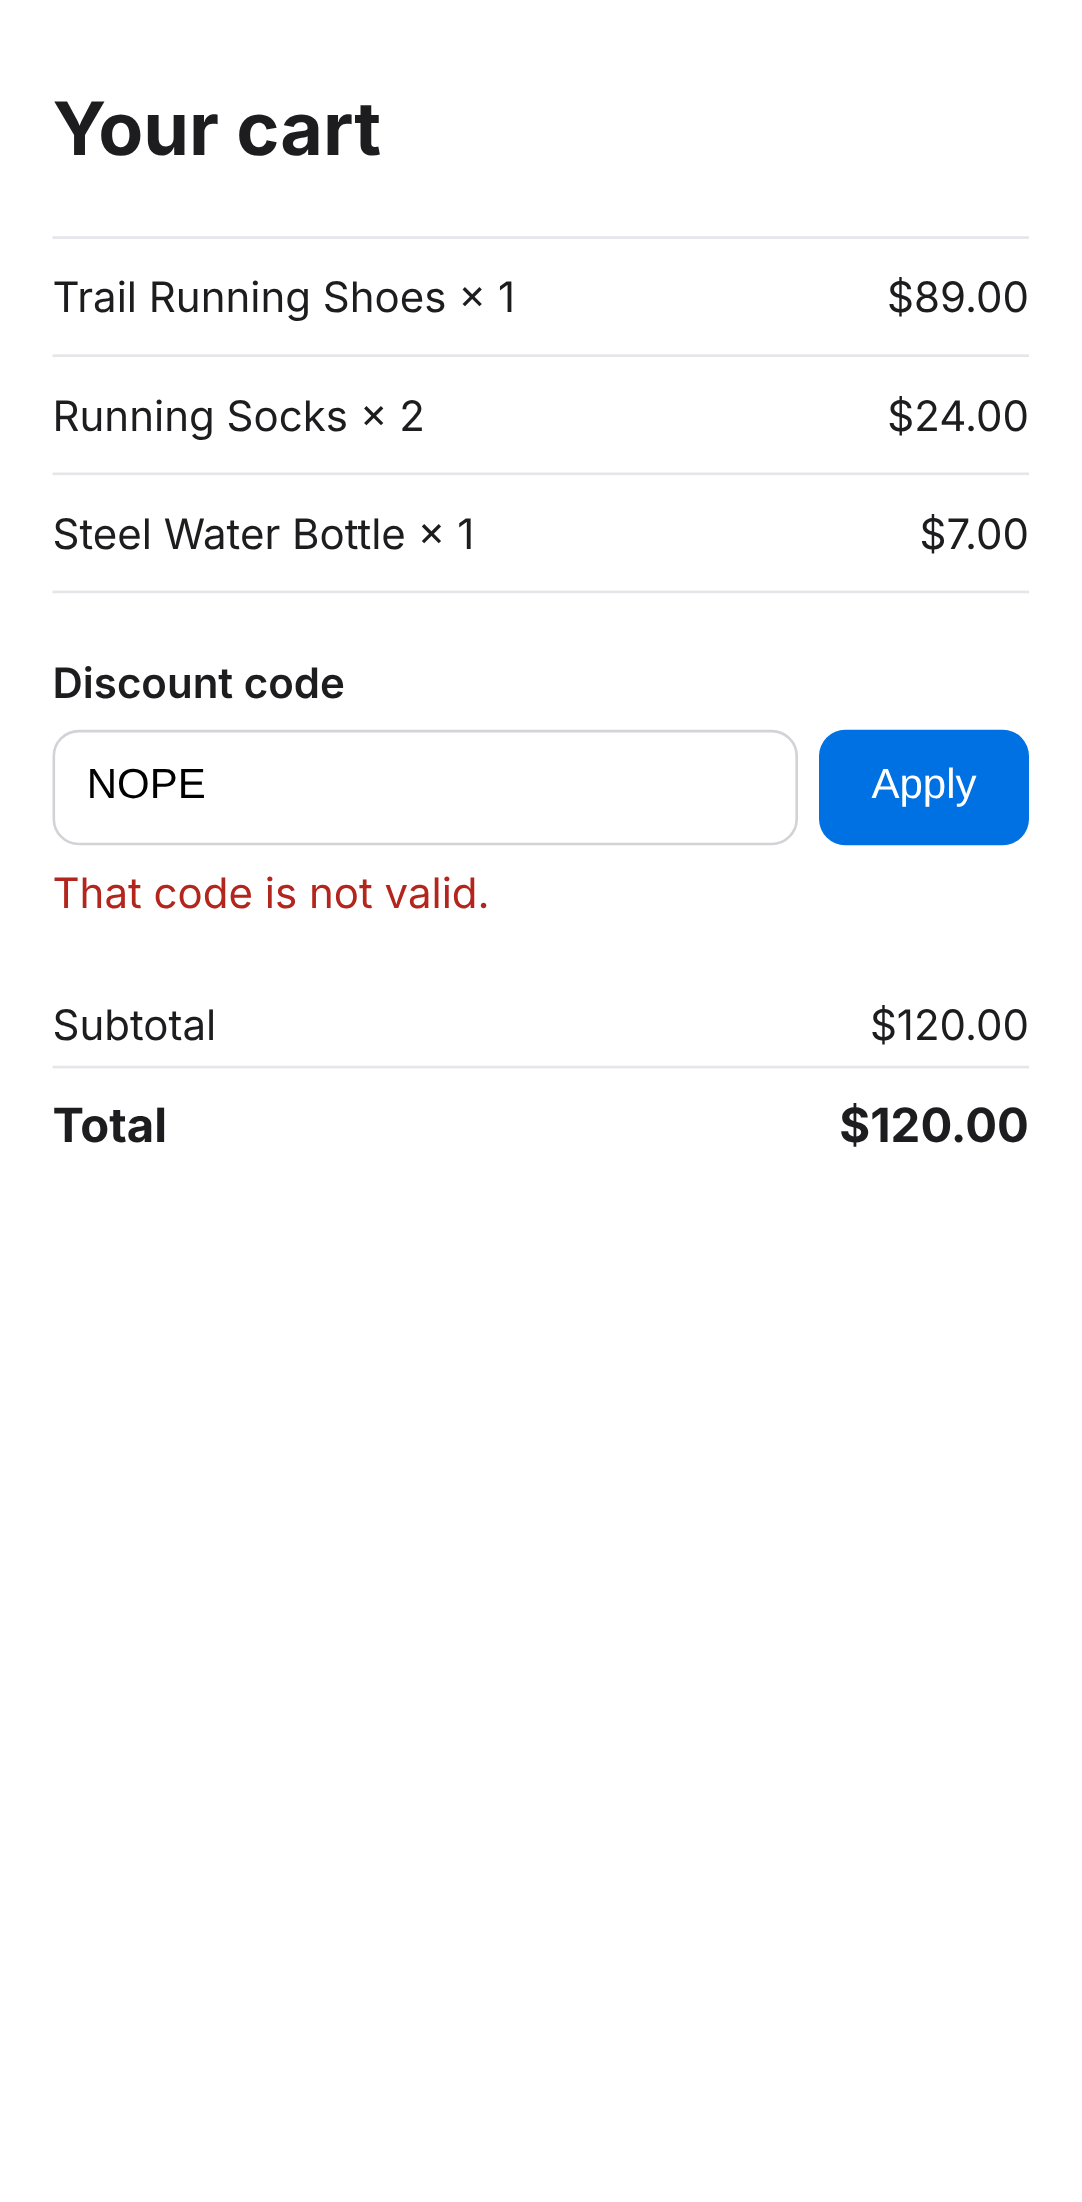 Your cart
Trail Running Shoes × 1 $89.00
Running Socks × 2 $24.00
Steel Water Bottle × 1 $7.00
Discount code
NOPE Apply
That code is not valid.
Subtotal $120.00
Total $120.00